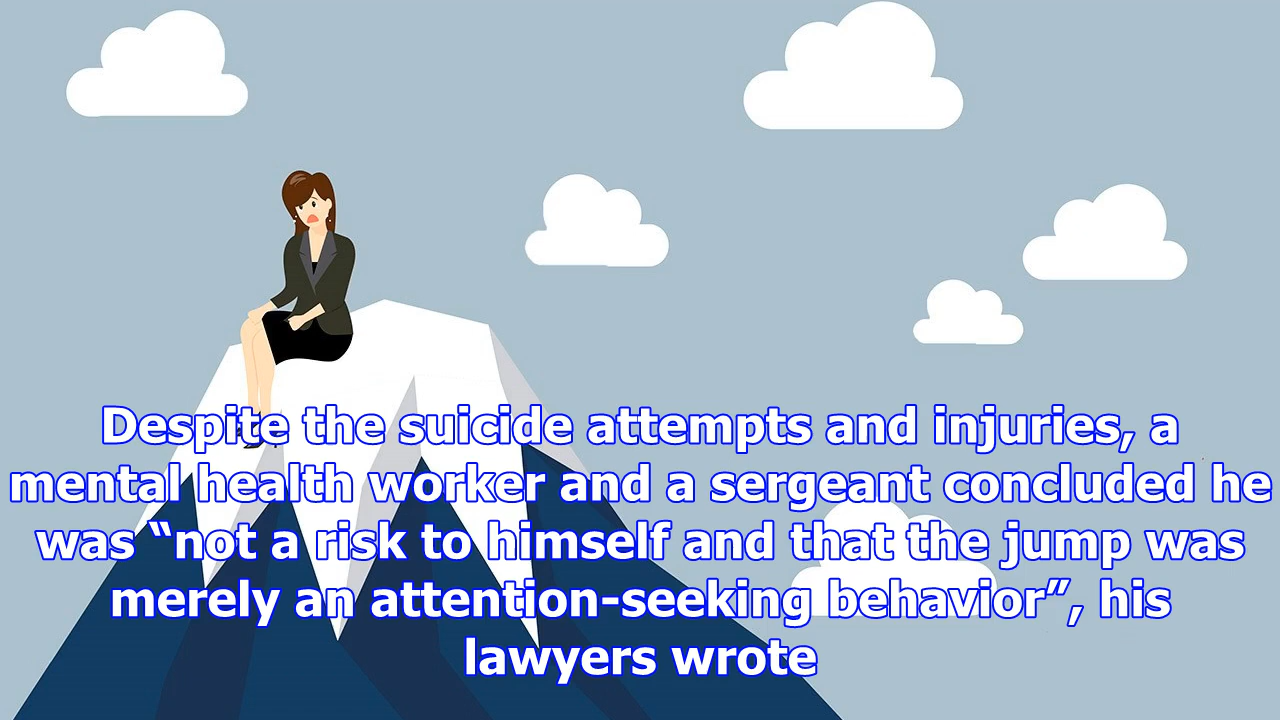 Despite the suicide attempts and injuries, a
mental health worker and a sergeant concluded he
was “not a risk to himself and that the jump was
merely an attention-seeking behavior”, his
lawyers wrote